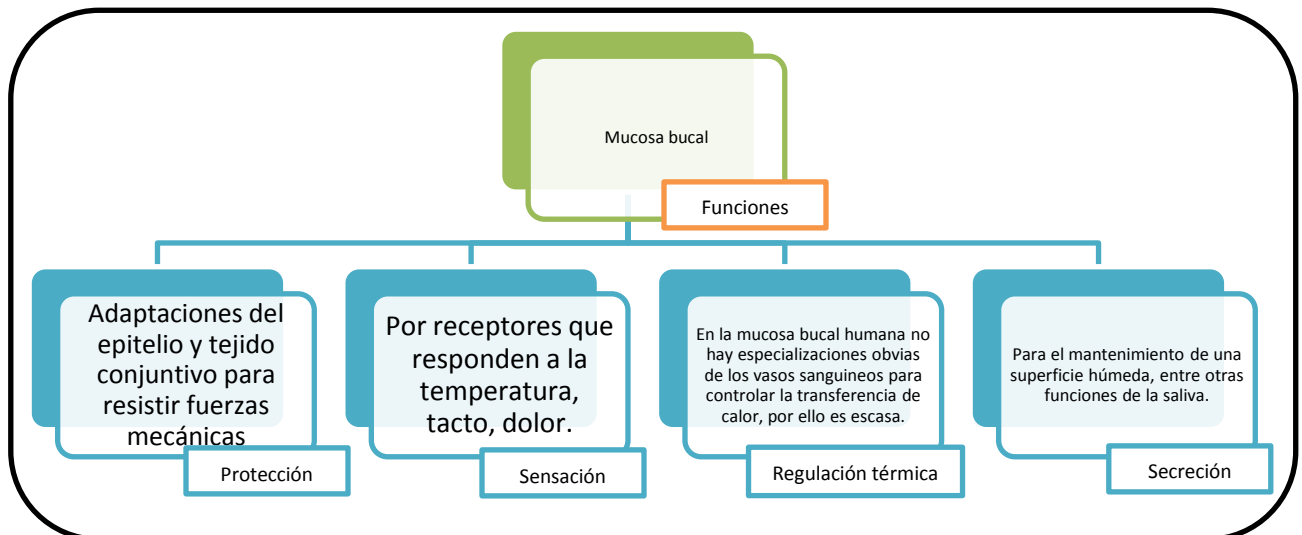 Mucosa bucal
Funciones
Adaptaciones del
epitelio y tejido
conjuntivo para
resistir fuerzas
mecánicas
Protección
Por receptores que
responden a la
temperatura,
tacto, dolor.
Sensación
En la mucosa bucal humana no
hay especializaciones obvias
de los vasos sanguineos para
controlar la transferencia de
calor, por ello es escasa.
Regulación térmica
Para el mantenimiento de una
superficie húmeda, entre otras
funciones de la saliva.
Secreción